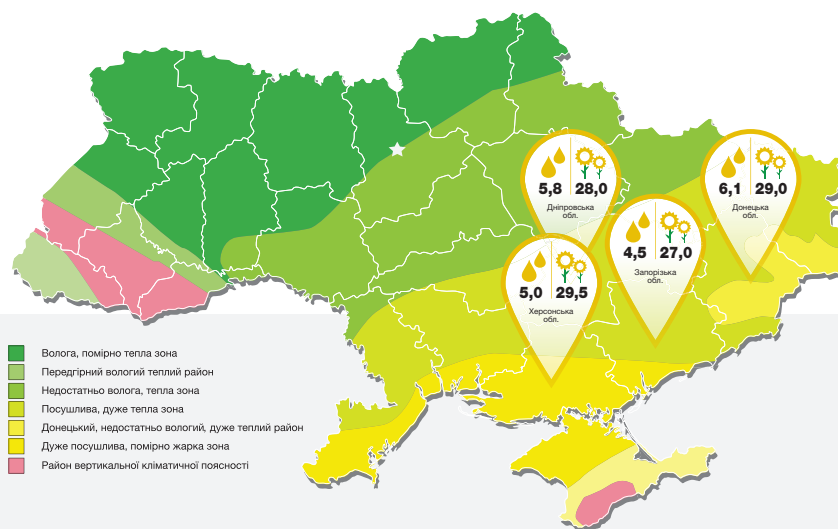 5,8 28,0
Дніпровська
обл.
6,1 29,0
Донецька
обл.
4,5 27,0
Запорізька
обл.
5,0 29,5
Херсонська
обл.
Волога, помірно тепла зона
Передгірний вологий теплий район
Недостатньо волога, тепла зона
Посушлива, дуже тепла зона
Донецький, недостатньо вологий, дуже теплий район
Дуже посушлива, помірно жарка зона
Район вертикальної кліматичної поясності